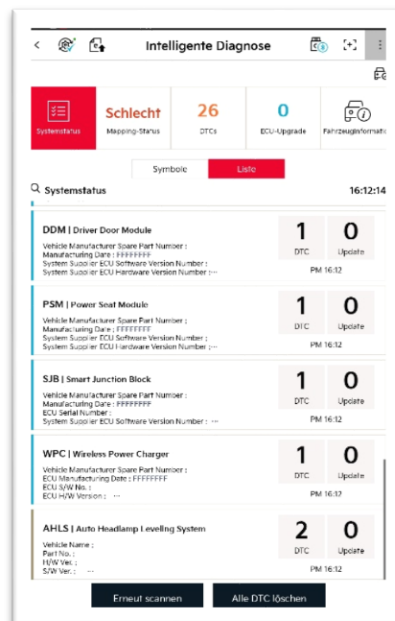 Intelligente Diagnose
Systemstatus
Schlecht
Mapping-Status
26
DTCs
0
ECU-Upgrade
Fahrzeuginformati
Symbole
Liste
Systemstatus
16:12:14
DDM | Driver Door Module
Vehicle Manufacturer Spare Part Number :
Manufacturing Date : FFFFFFFF
System Supplier ECU Software Version Number :
System Supplier ECU Hardware Version Number :···
1
DTC
0
Update
PM 16:12
PSM | Power Seat Module
Vehicle Manufacturer Spare Part Number :
Manufacturing Date : FFFFFFFF
System Supplier ECU Software Version Number :
System Supplier ECU Hardware Version Number :···
1
DTC
0
Update
PM 16:12
SJB | Smart Junction Block
Vehicle Manufacturer Spare Part Number :
Manufacturing Date : FFFFFFFF
ECU Serial Number :
System Supplier ECU Software Version Number : ···
1
DTC
0
Update
PM 16:12
WPC | Wireless Power Charger
Vehicle Manufacturer Spare Part Number :
ECU Manufacturing Date : FFFFFFFF
ECU S/W No. :
ECU H/W Version : ···
1
DTC
0
Update
PM 16:12
AHLS | Auto Headlamp Leveling System
Vehicle Name :
Part No. :
H/W Ver. :
S/W Ver. : ···
2
DTC
0
Update
PM 16:12
Erneut scannen
Alle DTC löschen